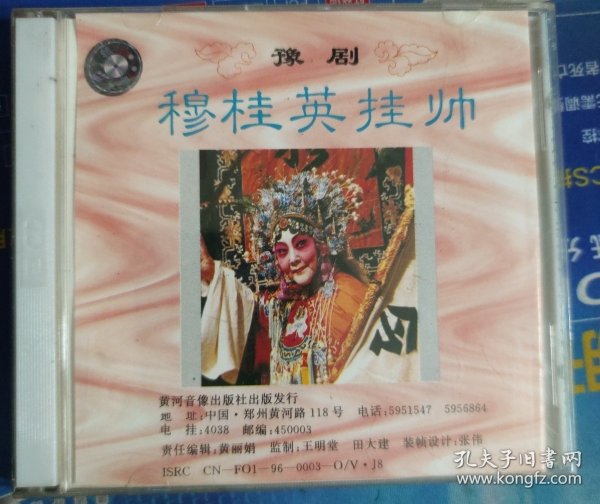 豫剧
穆桂英挂帅
令
黄河音像出版社出版发行
地 址:中国·郑州黄河路118号 电话:5951547 5956864
电 挂:4038 邮编:450003
责任编辑:黄丽娟 监制:王明堂 田大建 装帧设计:张伟
ISRC CN-FO1-96-0003-O/V·J8
孔夫子旧书网
www.kongfz.com